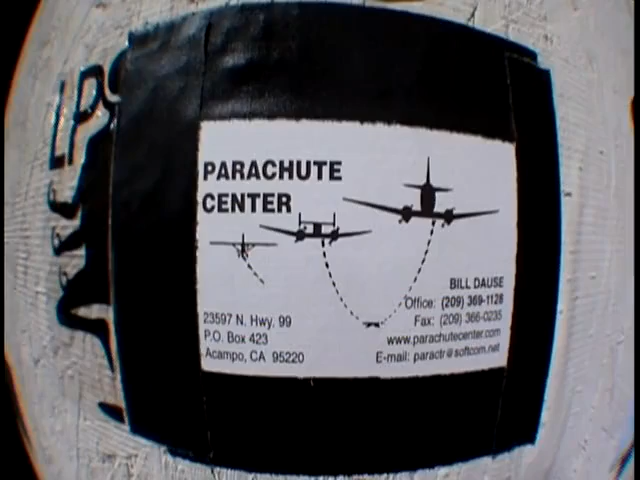 PARACHUTE
CENTER
23597 N. Hwy. 99
P.O. Box 423
Acampo, CA 95220
BILL DAUSE
Office: (209) 369-1128
Fax: (209) 366-0235
www.parachutecenter.com
E-mail: paractr@softcom.net